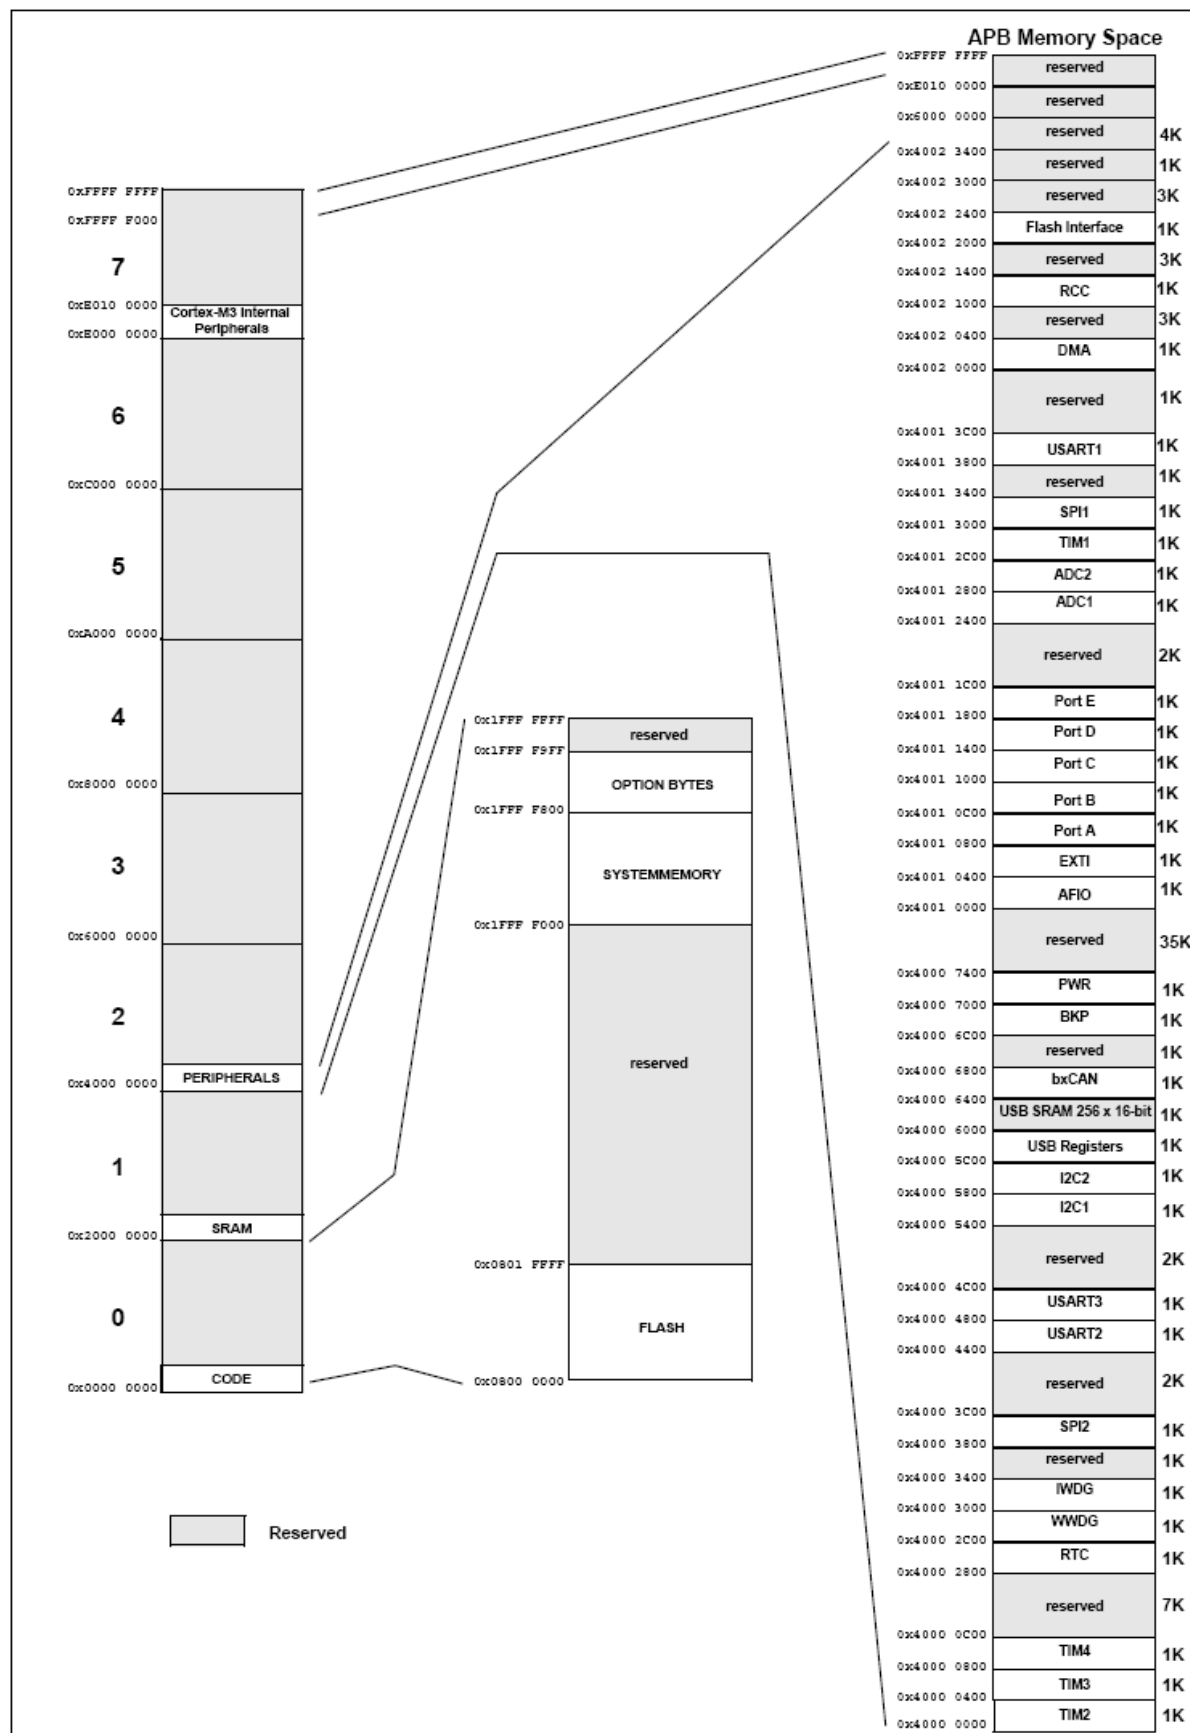 0xFFFF FFFF
0xFFFF F000
7
0xE010 0000
Cortex-M3 Internal
Peripherals
0xE000 0000
6
0xC000 0000
5
0xA000 0000
4
0x8000 0000
3
0x6000 0000
2
PERIPHERALS
0x4000 0000
1
SRAM
0x2000 0000
0
CODE
0x0000 0000
Reserved
0x1FFF FFFF
reserved
0x1FFF F9FF
OPTION BYTES
0x1FFF F800
SYSTEMMEMORY
0x1FFF F000
reserved
0x0801 FFFF
FLASH
0x0800 0000
APB Memory Space
0xFFFF FFFF
reserved
0xE010 0000
reserved
0x6000 0000
reserved 4K
0x4002 3400
reserved 1K
0x4002 3000
reserved 3K
0x4002 2400
Flash Interface 1K
0x4002 2000
reserved 3K
0x4002 1400
RCC 1K
0x4002 1000
reserved 3K
0x4002 0400
DMA 1K
0x4002 0000
reserved 1K
0x4001 3C00
USART1 1K
0x4001 3800
reserved 1K
0x4001 3400
SPI1 1K
0x4001 3000
TIM1 1K
0x4001 2C00
ADC2 1K
0x4001 2800
ADC1 1K
0x4001 2400
reserved 2K
0x4001 1C00
Port E 1K
0x4001 1800
Port D 1K
0x4001 1400
Port C 1K
0x4001 1000
Port B 1K
0x4001 0C00
Port A 1K
0x4001 0800
EXTI 1K
0x4001 0400
AFIO 1K
0x4001 0000
reserved 35K
0x4000 7400
PWR 1K
0x4000 7000
BKP 1K
0x4000 6C00
reserved 1K
0x4000 6800
bxCAN 1K
0x4000 6400
USB SRAM 256 x 16-bit 1K
0x4000 6000
USB Registers 1K
0x4000 5C00
I2C2 1K
0x4000 5800
I2C1 1K
0x4000 5400
reserved 2K
0x4000 4C00
USART3 1K
0x4000 4800
USART2 1K
0x4000 4400
reserved 2K
0x4000 3C00
SPI2 1K
0x4000 3800
reserved 1K
0x4000 3400
IWDG 1K
0x4000 3000
WWDG 1K
0x4000 2C00
RTC 1K
0x4000 2800
reserved 7K
0x4000 0C00
TIM4 1K
0x4000 0800
TIM3 1K
0x4000 0400
TIM2 1K
0x4000 0000